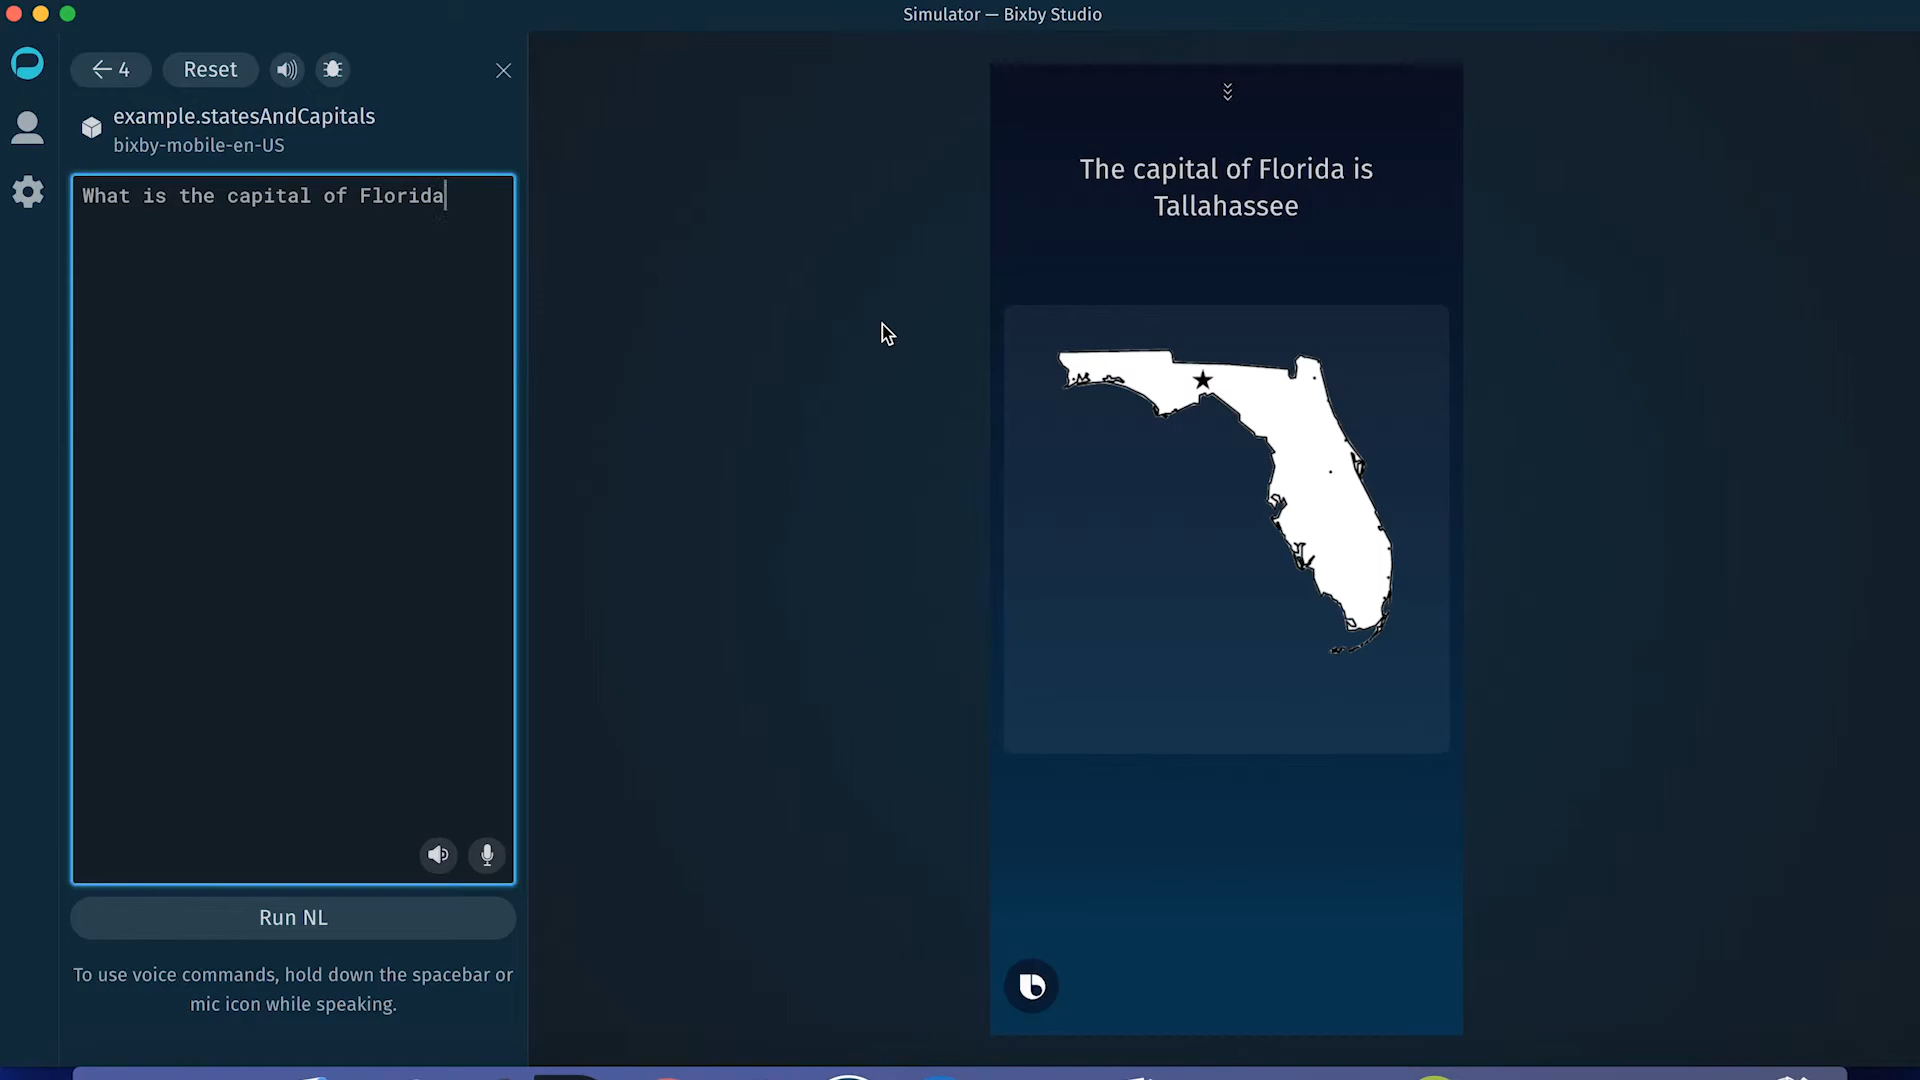 Simulator — Bixby Studio
4
Reset
example.statesAndCapitals
bixby-mobile-en-US
What is the capital of Florida
Run NL
To use voice commands, hold down the spacebar or
mic icon while speaking.
The capital of Florida is
Tallahassee